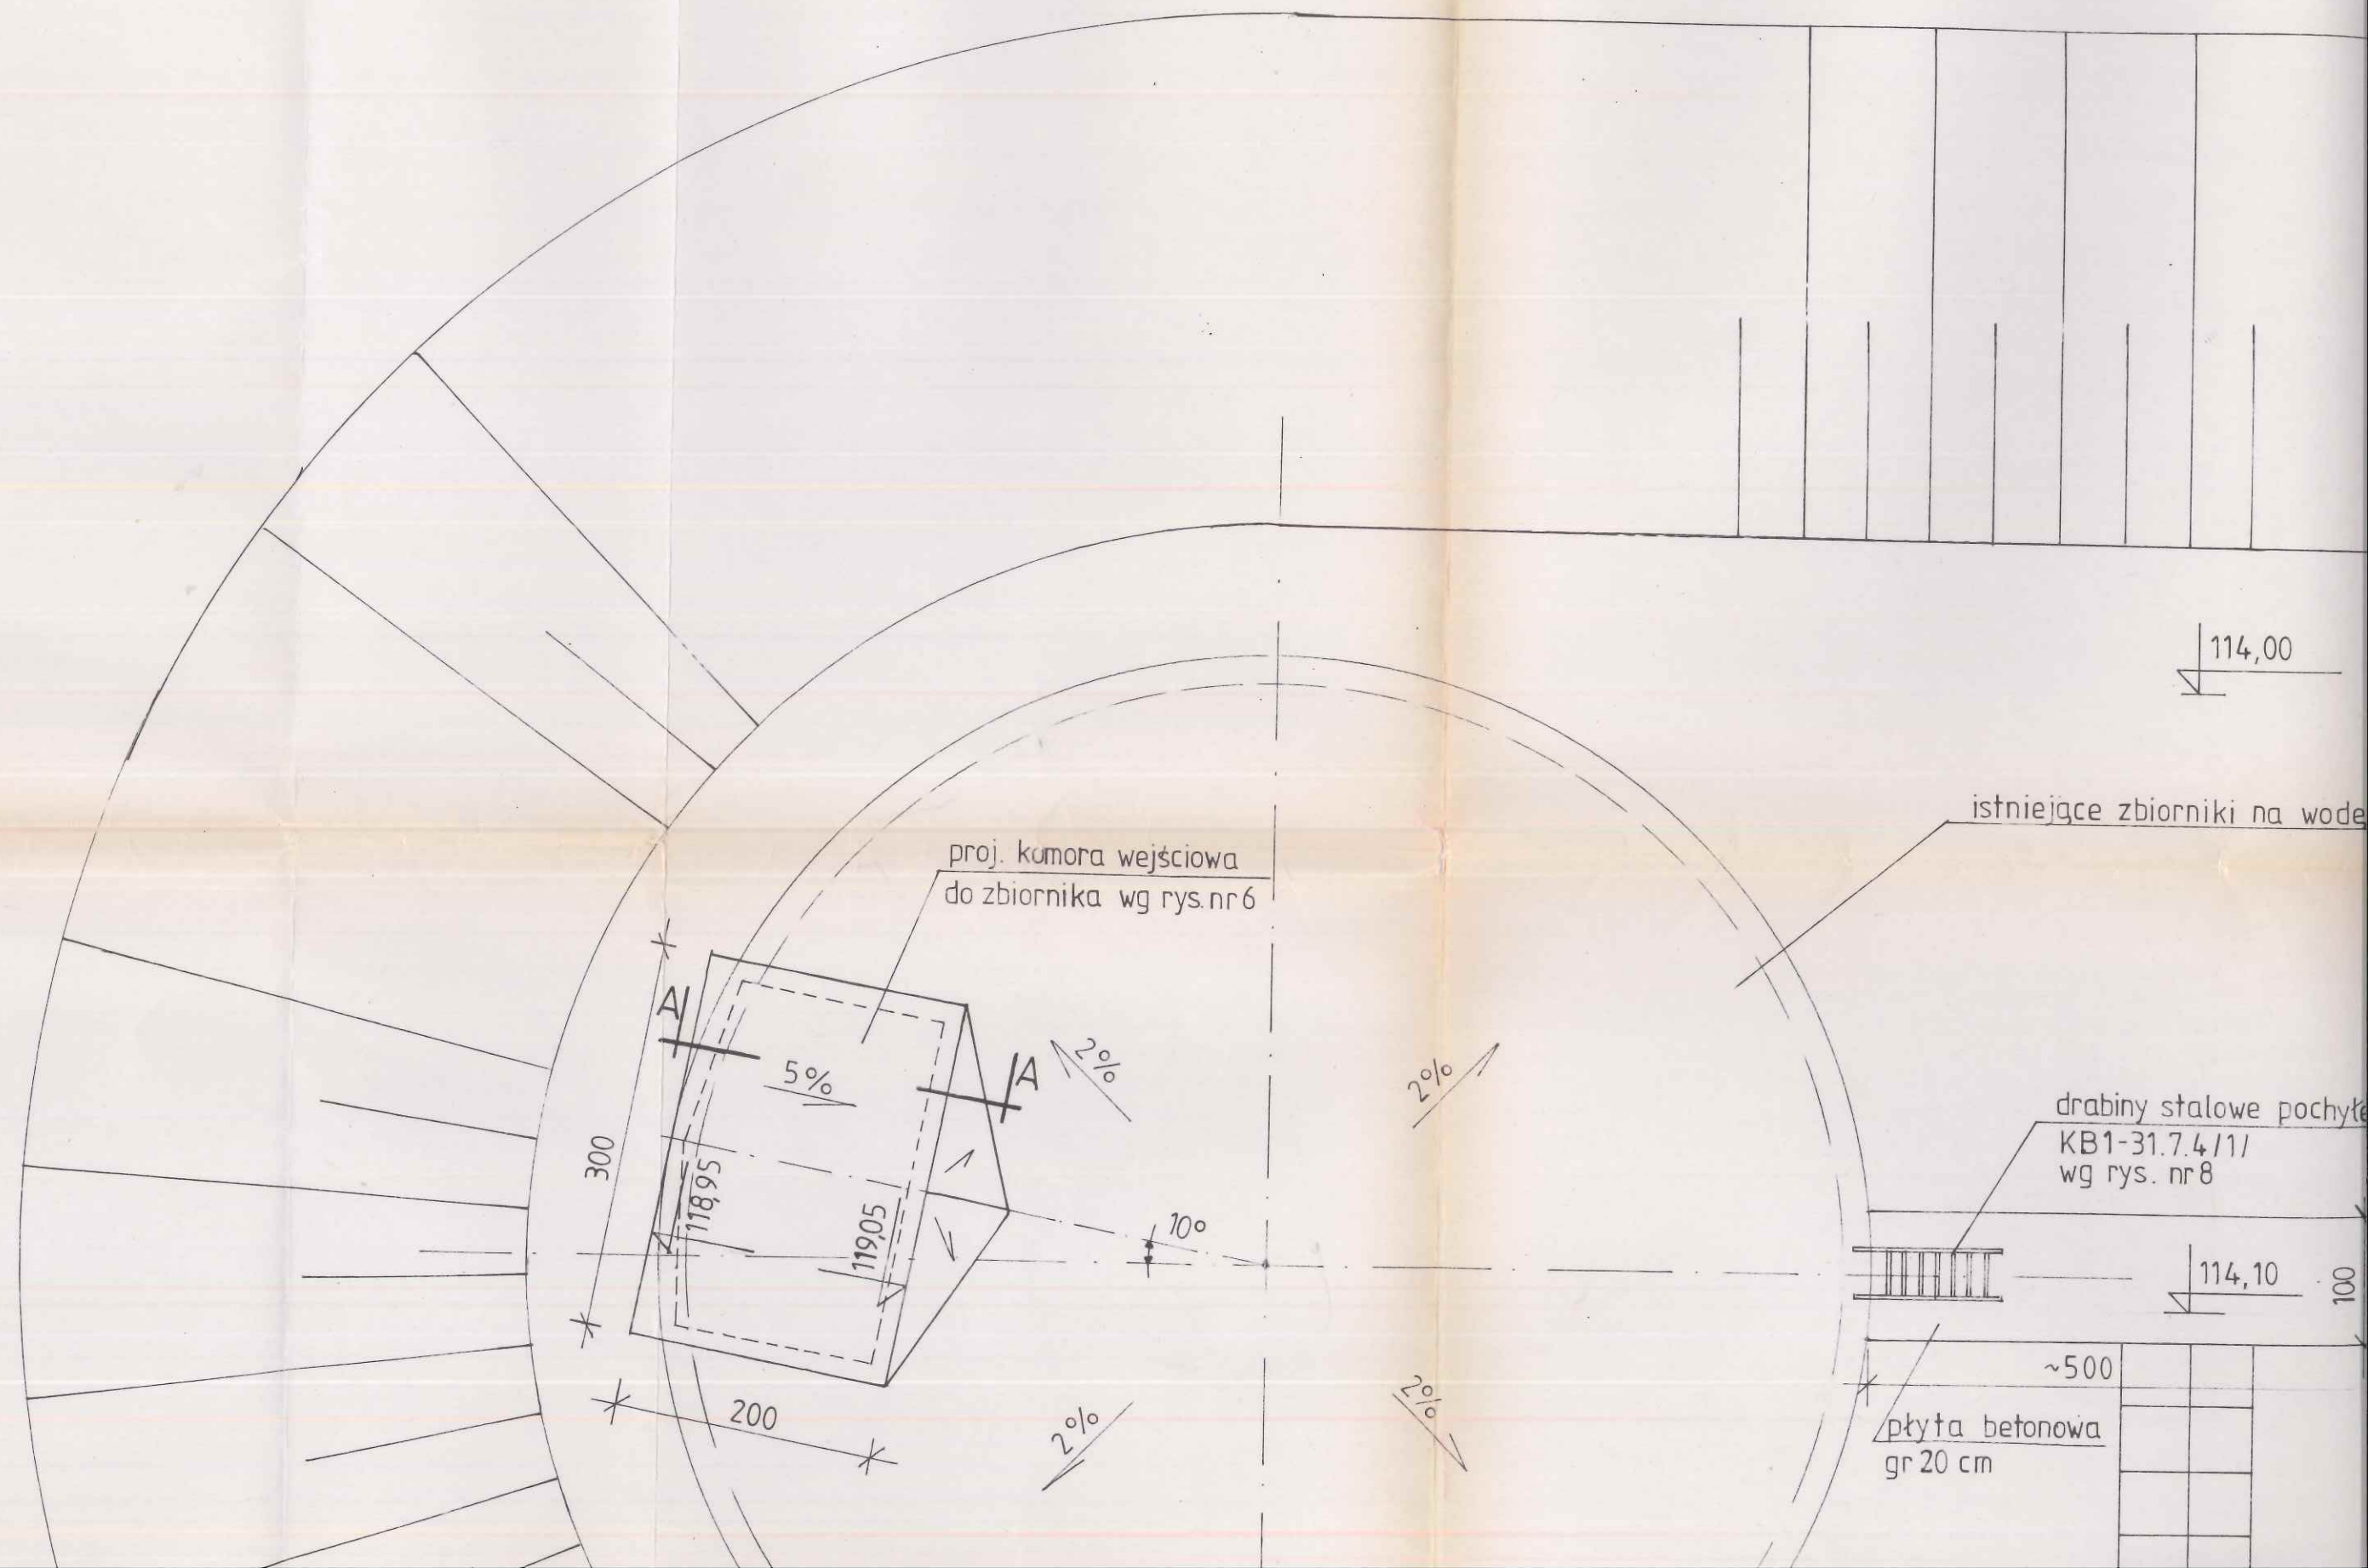 114,00
istniejące zbiorniki na wodę
proj. komora wejściowa
do zbiornika wg rys. nr 6
A
A
5%
2%
2%
drabiny stalowe pochyłe
KB1-31.7.4/1/
wg rys. nr 8
300
118,95
119,05
10°
114,10
100
~500
200
2%
2%
płyta betonowa
gr 20 cm